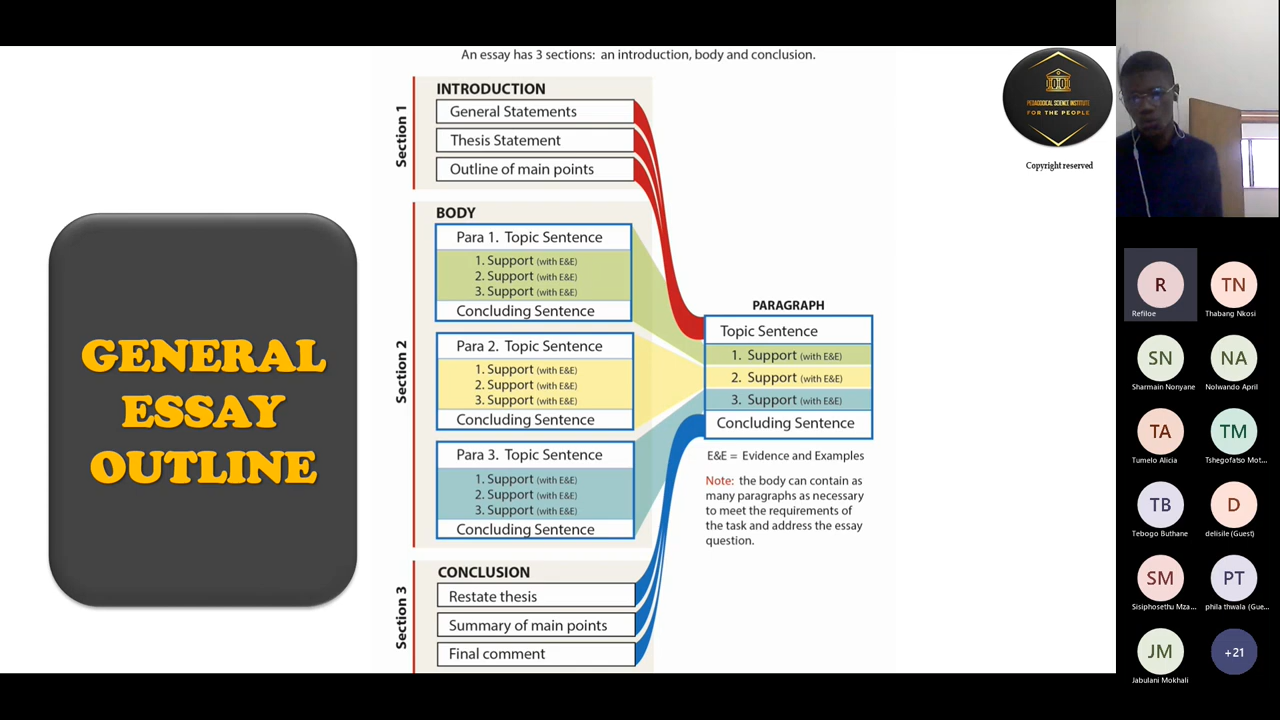 An essay has 3 sections: an introduction, body and conclusion.
GENERAL
ESSAY
OUTLINE
Section 1
INTRODUCTION
General Statements
Thesis Statement
Outline of main points
Section 2
BODY
Para 1. Topic Sentence
1. Support (with E&E)
2. Support (with E&E)
3. Support (with E&E)
Concluding Sentence
Para 2. Topic Sentence
1. Support (with E&E)
2. Support (with E&E)
3. Support (with E&E)
Concluding Sentence
Para 3. Topic Sentence
1. Support (with E&E)
2. Support (with E&E)
3. Support (with E&E)
Concluding Sentence
Section 3
CONCLUSION
Restate thesis
Summary of main points
Final comment
PARAGRAPH
Topic Sentence
1. Support (with E&E)
2. Support (with E&E)
3. Support (with E&E)
Concluding Sentence
E&E = Evidence and Examples
Note: the body can contain as
many paragraphs as necessary
to meet the requirements of
the task and address the essay
question.
PEDAGOGICAL SCIENCE INSTITUTE
FOR THE PEOPLE
Copyright reserved
R
Refiloe
TN
Thabang Nkosi
SN
Sharmain Nonyane
NA
Nolwando April
TA
Tumelo Alicia
TM
Tshegofatso Mot...
TB
Tebogo Buthane
D
delisile (Guest)
SM
Sisiphosethu Mza...
PT
phila thwala (Gue...
JM
Jabulani Mokhali
+21